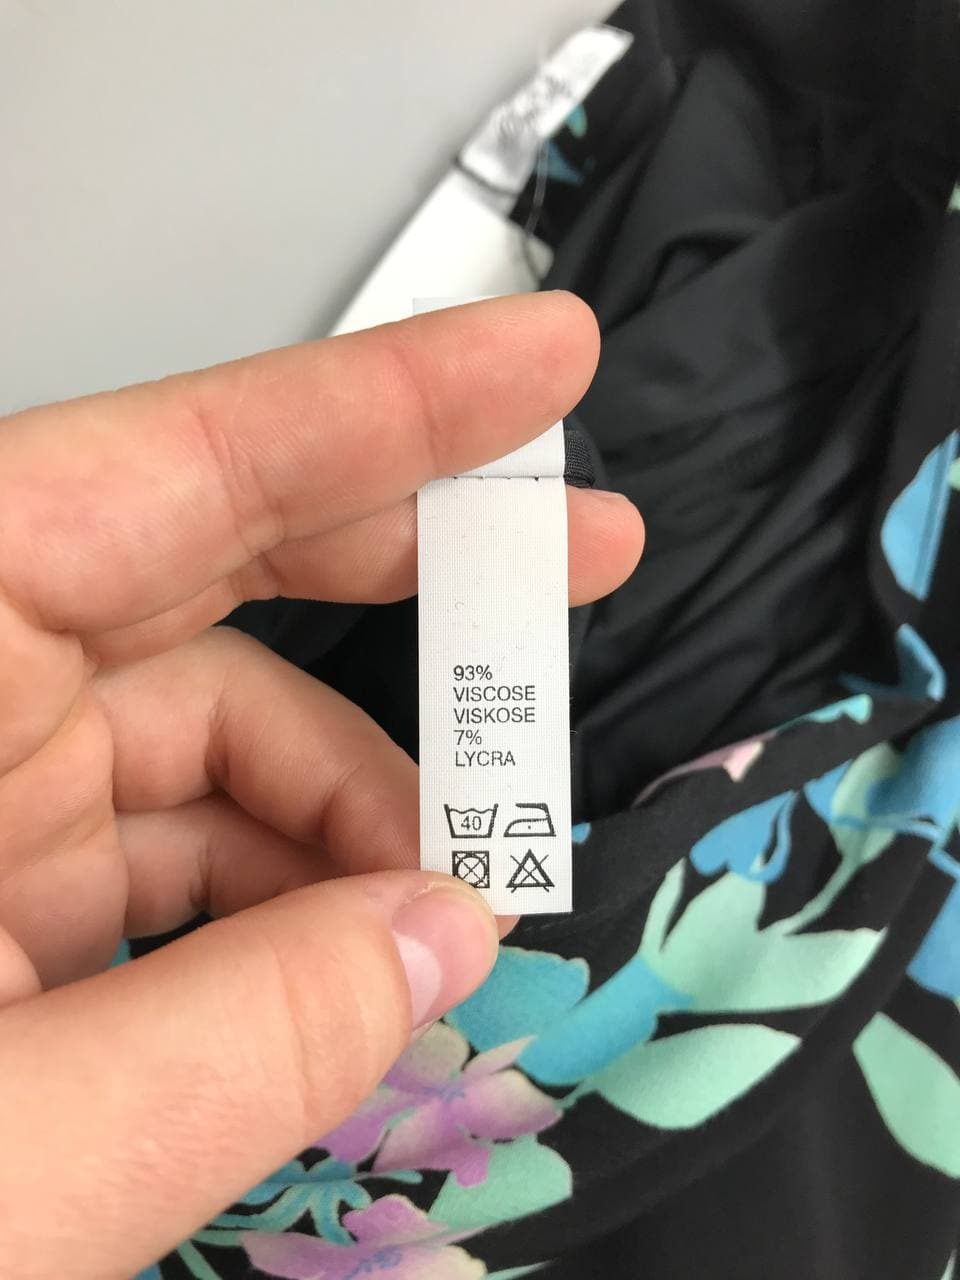 93%
VISCOSE
VISKOSE
7%
LYCRA
40